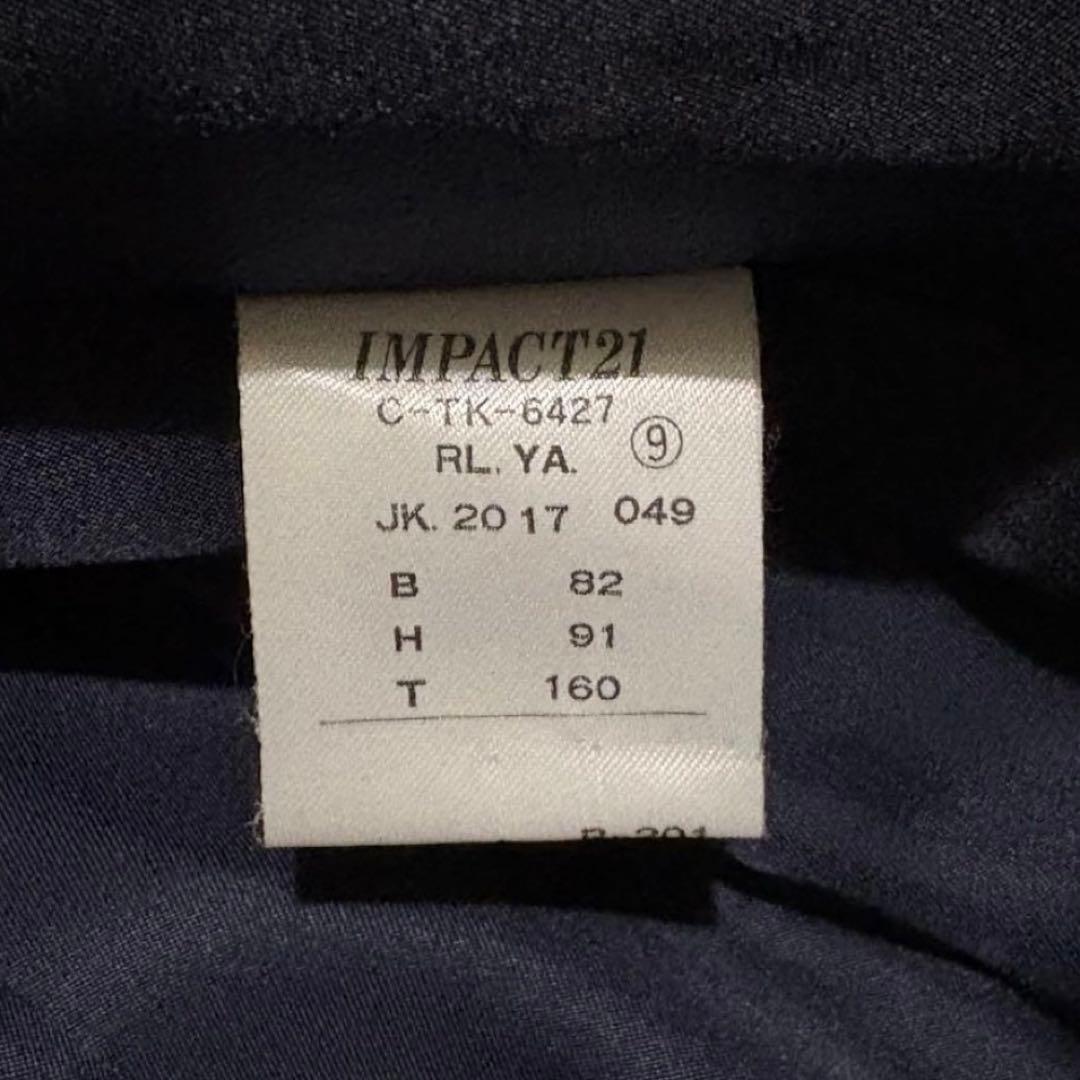 IMPACT21
C-TK-6427
RL. YA. ⑨
JK. 2017 049
B 82
H 91
T 160